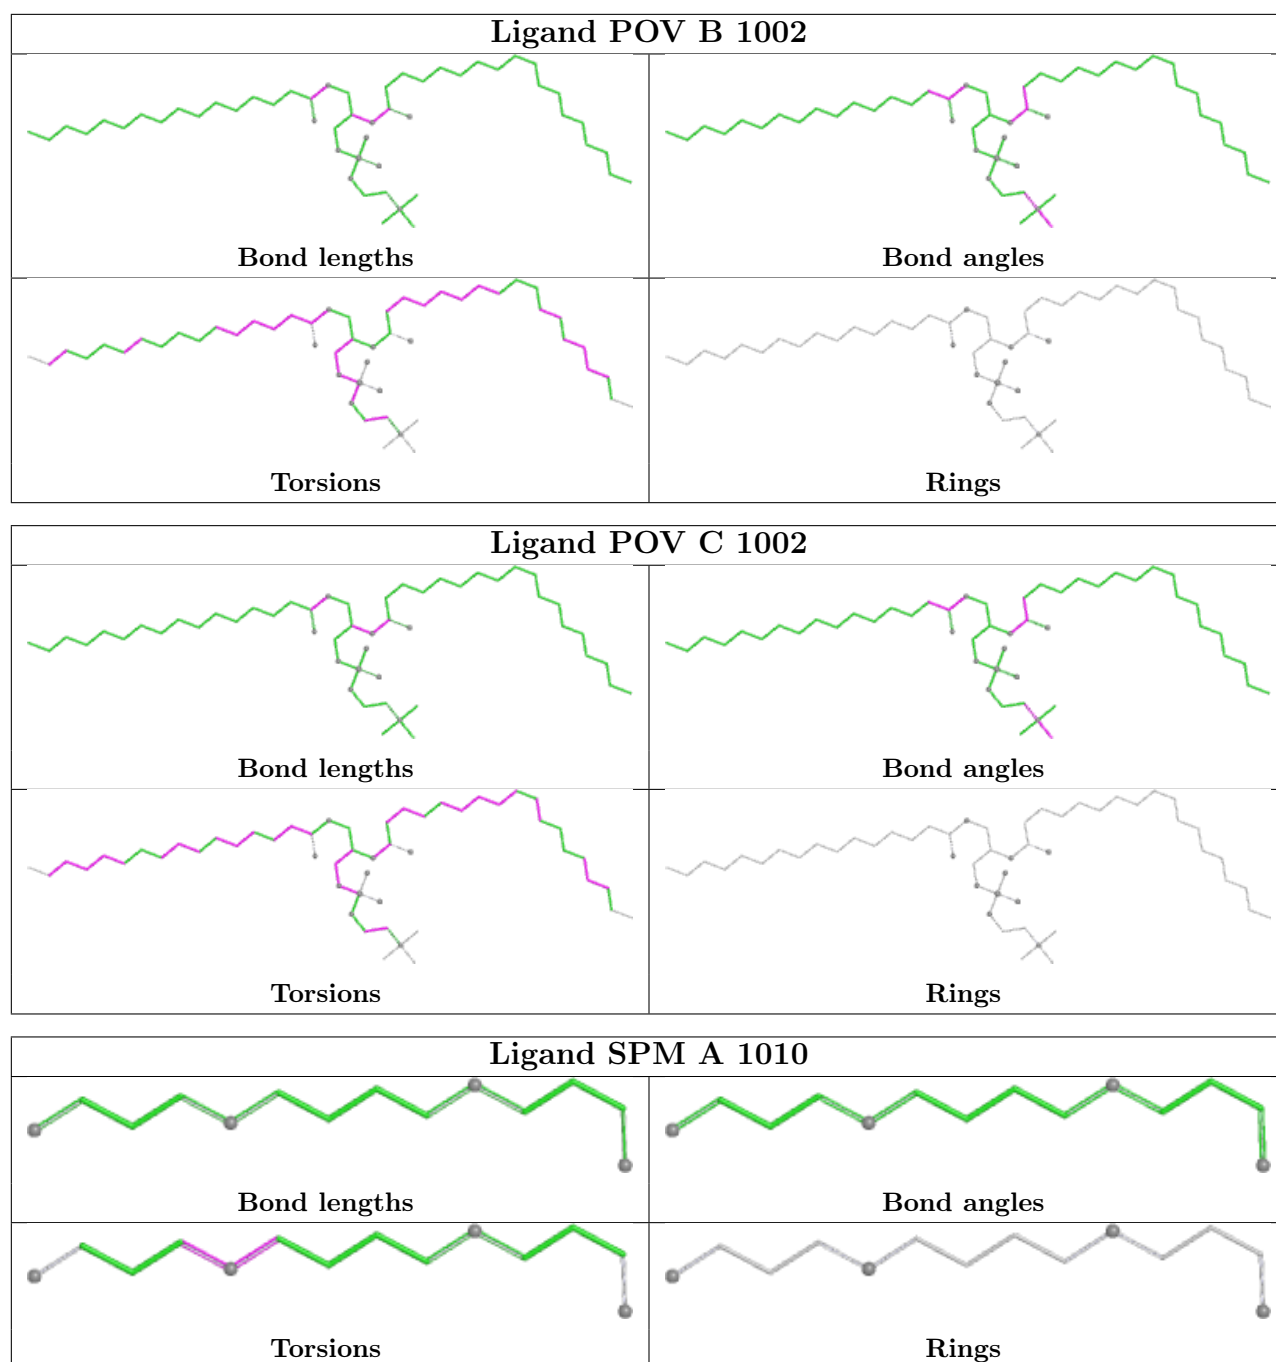 Ligand POV B 1002
Bond lengths Bond angles
Torsions Rings
Ligand POV C 1002
Bond lengths Bond angles
Torsions Rings
Ligand SPM A 1010
Bond lengths Bond angles
Torsions Rings